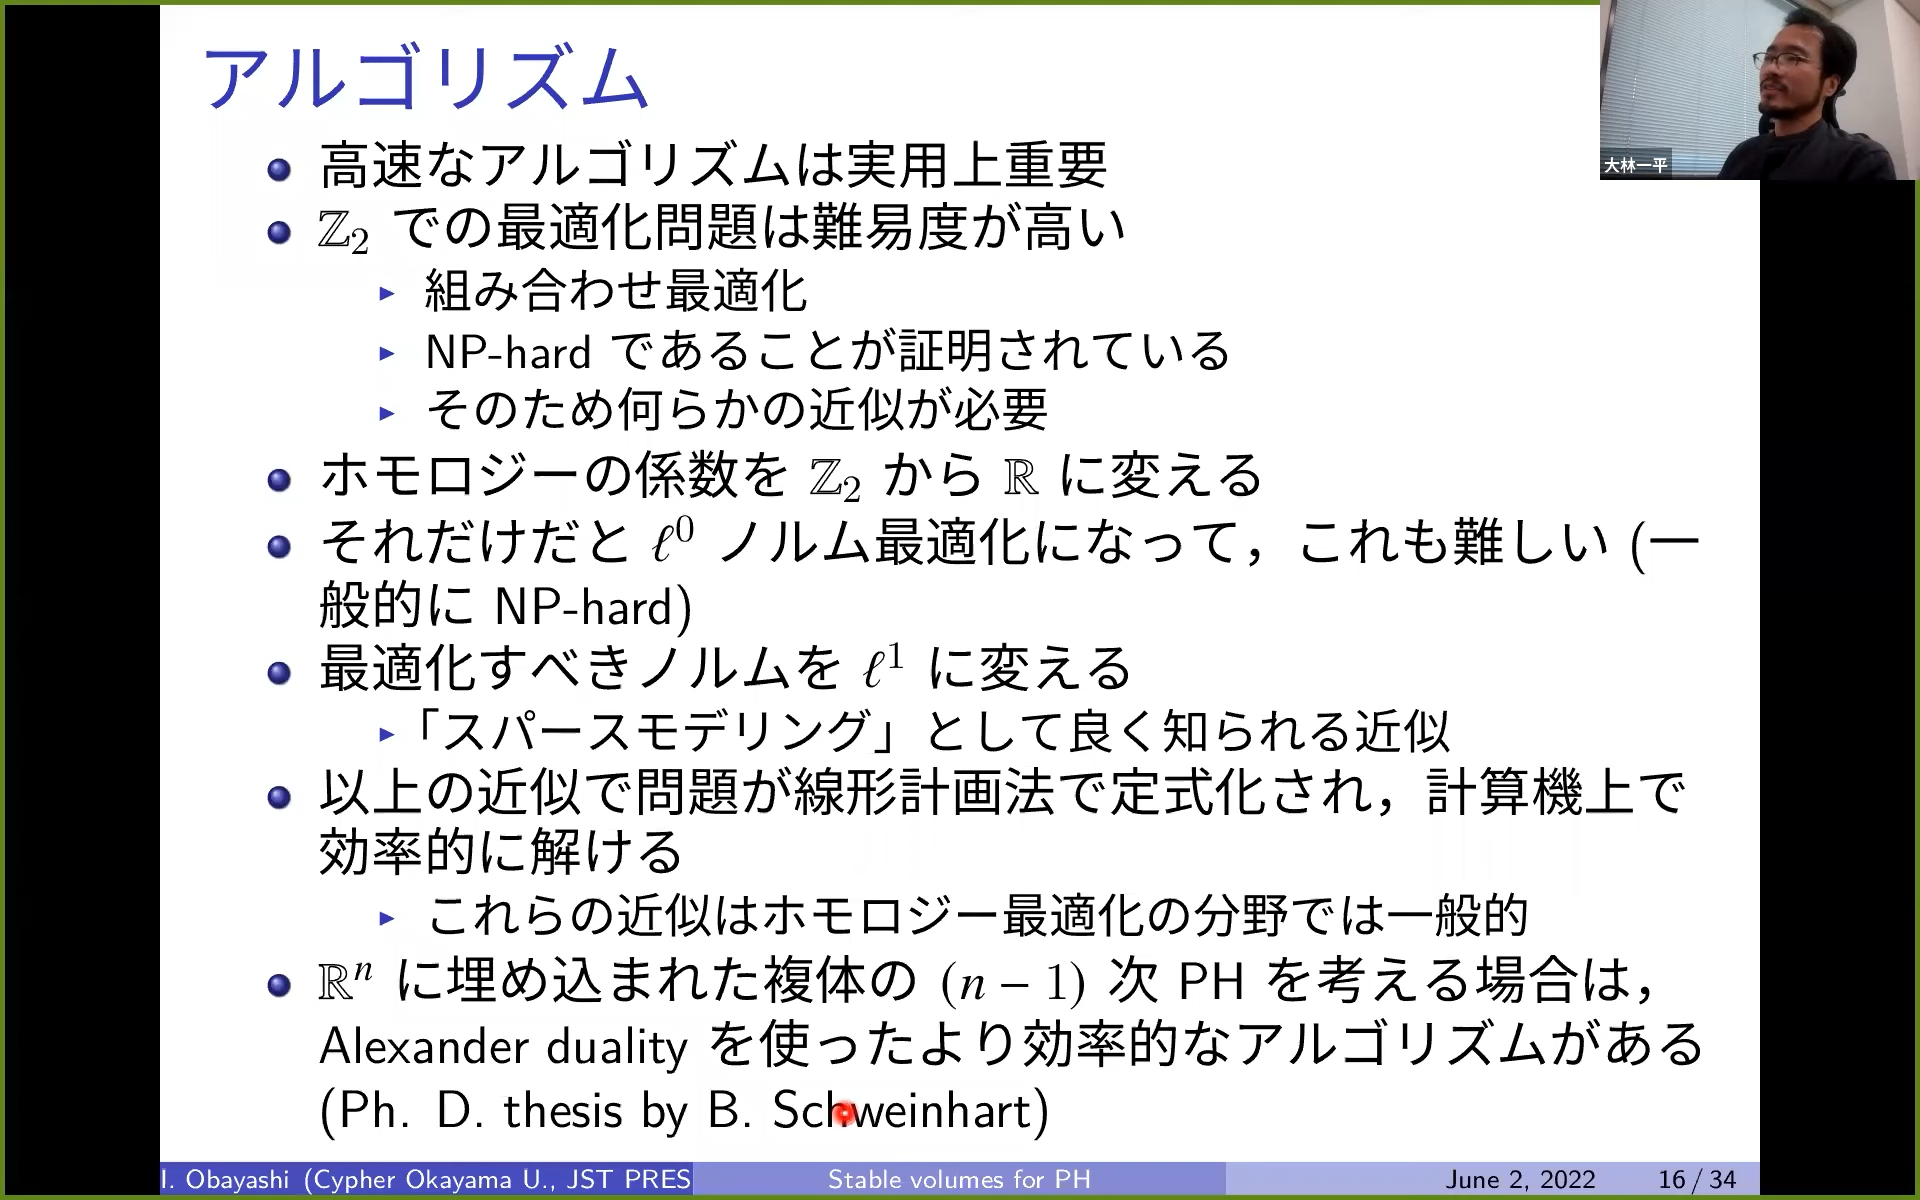 アルゴリズム
大林一平
高速なアルゴリズムは実用上重要
ℤ₂ での最適化問題は難易度が高い
組み合わせ最適化
NP-hard であることが証明されている
そのため何らかの近似が必要
ホモロジーの係数を ℤ₂ から ℝ に変える
それだけだと ℓ⁰ ノルム最適化になって，これも難しい (一
般的に NP-hard)
最適化すべきノルムを ℓ¹ に変える
「スパースモデリング」として良く知られる近似
以上の近似で問題が線形計画法で定式化され，計算機上で
効率的に解ける
これらの近似はホモロジー最適化の分野では一般的
ℝⁿ に埋め込まれた複体の (n − 1) 次 PH を考える場合は，
Alexander duality を使ったより効率的なアルゴリズムがある
(Ph. D. thesis by B. Schweinhart)
I. Obayashi (Cypher Okayama U., JST PRES Stable volumes for PH June 2, 2022 16 / 34